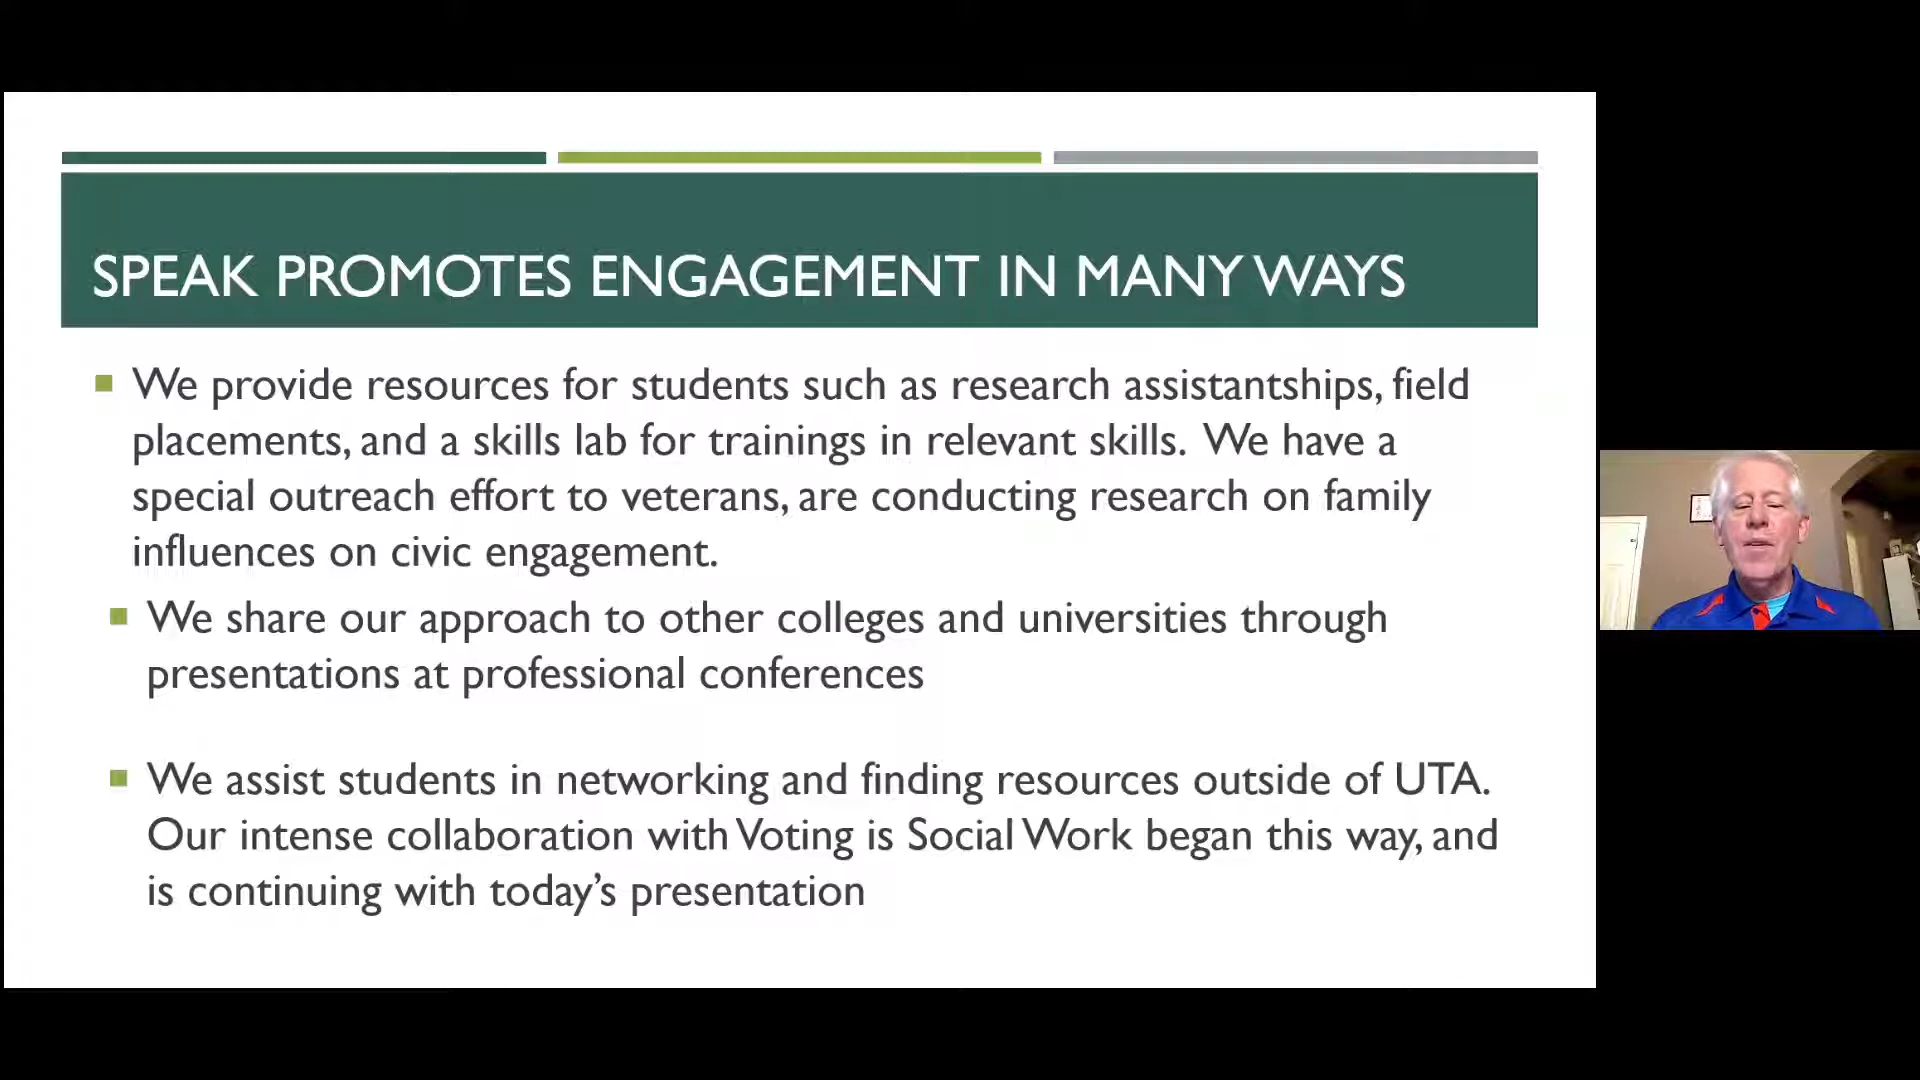 SPEAK PROMOTES ENGAGEMENT IN MANY WAYS
We provide resources for students such as research assistantships, field
placements, and a skills lab for trainings in relevant skills. We have a
special outreach effort to veterans, are conducting research on family
influences on civic engagement.
We share our approach to other colleges and universities through
presentations at professional conferences
We assist students in networking and finding resources outside of UTA.
Our intense collaboration with Voting is Social Work began this way, and
is continuing with today’s presentation